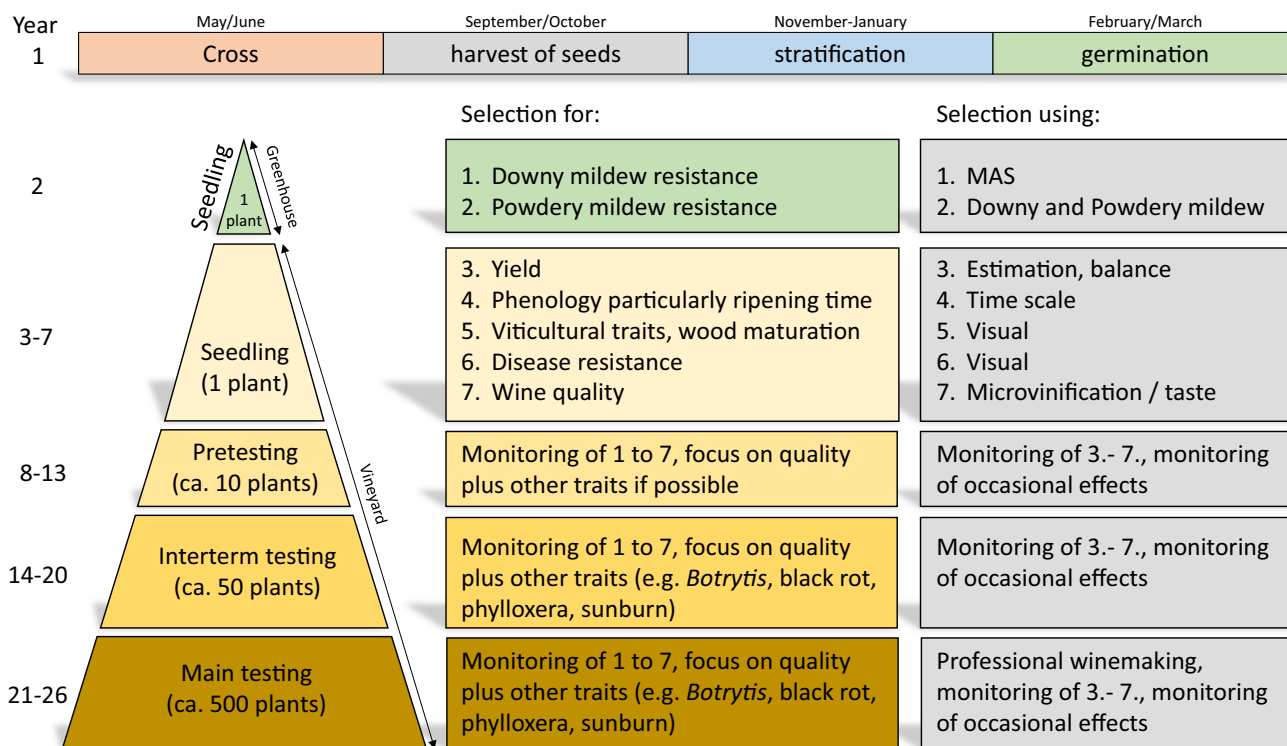 Year
May/June
September/October
November-January
February/March
1
Cross
harvest of seeds
stratification
germination
Selection for:
Selection using:
2
Seedling
1
plant
Greenhouse
1. Downy mildew resistance
2. Powdery mildew resistance
1. MAS
2. Downy and Powdery mildew
3-7
Seedling
(1 plant)
3. Yield
4. Phenology particularly ripening time
5. Viticultural traits, wood maturation
6. Disease resistance
7. Wine quality
3. Estimation, balance
4. Time scale
5. Visual
6. Visual
7. Microvinification / taste
Vineyard
8-13
Pretesting
(ca. 10 plants)
Monitoring of 1 to 7, focus on quality
plus other traits if possible
Monitoring of 3.- 7., monitoring
of occasional effects
14-20
Interterm testing
(ca. 50 plants)
Monitoring of 1 to 7, focus on quality
plus other traits (e.g. Botrytis, black rot,
phylloxera, sunburn)
Monitoring of 3.- 7., monitoring
of occasional effects
21-26
Main testing
(ca. 500 plants)
Monitoring of 1 to 7, focus on quality
plus other traits (e.g. Botrytis, black rot,
phylloxera, sunburn)
Professional winemaking,
monitoring of 3.- 7., monitoring
of occasional effects